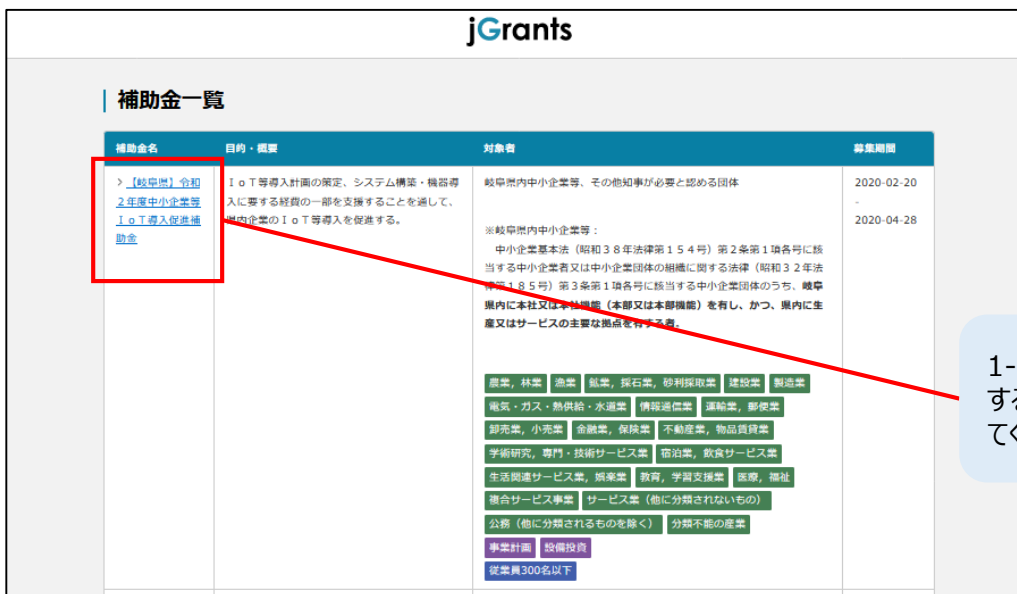 jGrants
補助金一覧
補助金名
目的・概要
対象者
募集期間
> 【岐阜県】令和
2年度中小企業等
IoT導入促進補
助金
IoT等導入計画の策定、システム構築・機器導
入に要する経費の一部を支援することを通して、
県内企業のIoT等導入を促進する。
岐阜県内中小企業等、その他知事が必要と認める団体
※岐阜県内中小企業等：
中小企業基本法（昭和38年法律第154号）第2条第1項各号に該
当する中小企業者又は中小企業団体の組織に関する法律（昭和32年法
律第185号）第3条第1項各号に該当する中小企業団体のうち、岐阜
県内に本社又は本社機能（本部又は本部機能）を有し、かつ、県内に生
産又はサービスの主要な拠点を有する者。
農業，林業 漁業 鉱業，採石業，砂利採取業 建設業 製造業
電気・ガス・熱供給・水道業 情報通信業 運輸業，郵便業
卸売業，小売業 金融業，保険業 不動産業，物品賃貸業
学術研究，専門・技術サービス業 宿泊業，飲食サービス業
生活関連サービス業，娯楽業 教育，学習支援業 医療，福祉
複合サービス事業 サービス業（他に分類されないもの）
公務（他に分類されるものを除く） 分類不能の産業
事業計画 設備投資
従業員300名以下
2020-02-20
-
2020-04-28
1-
する
てく